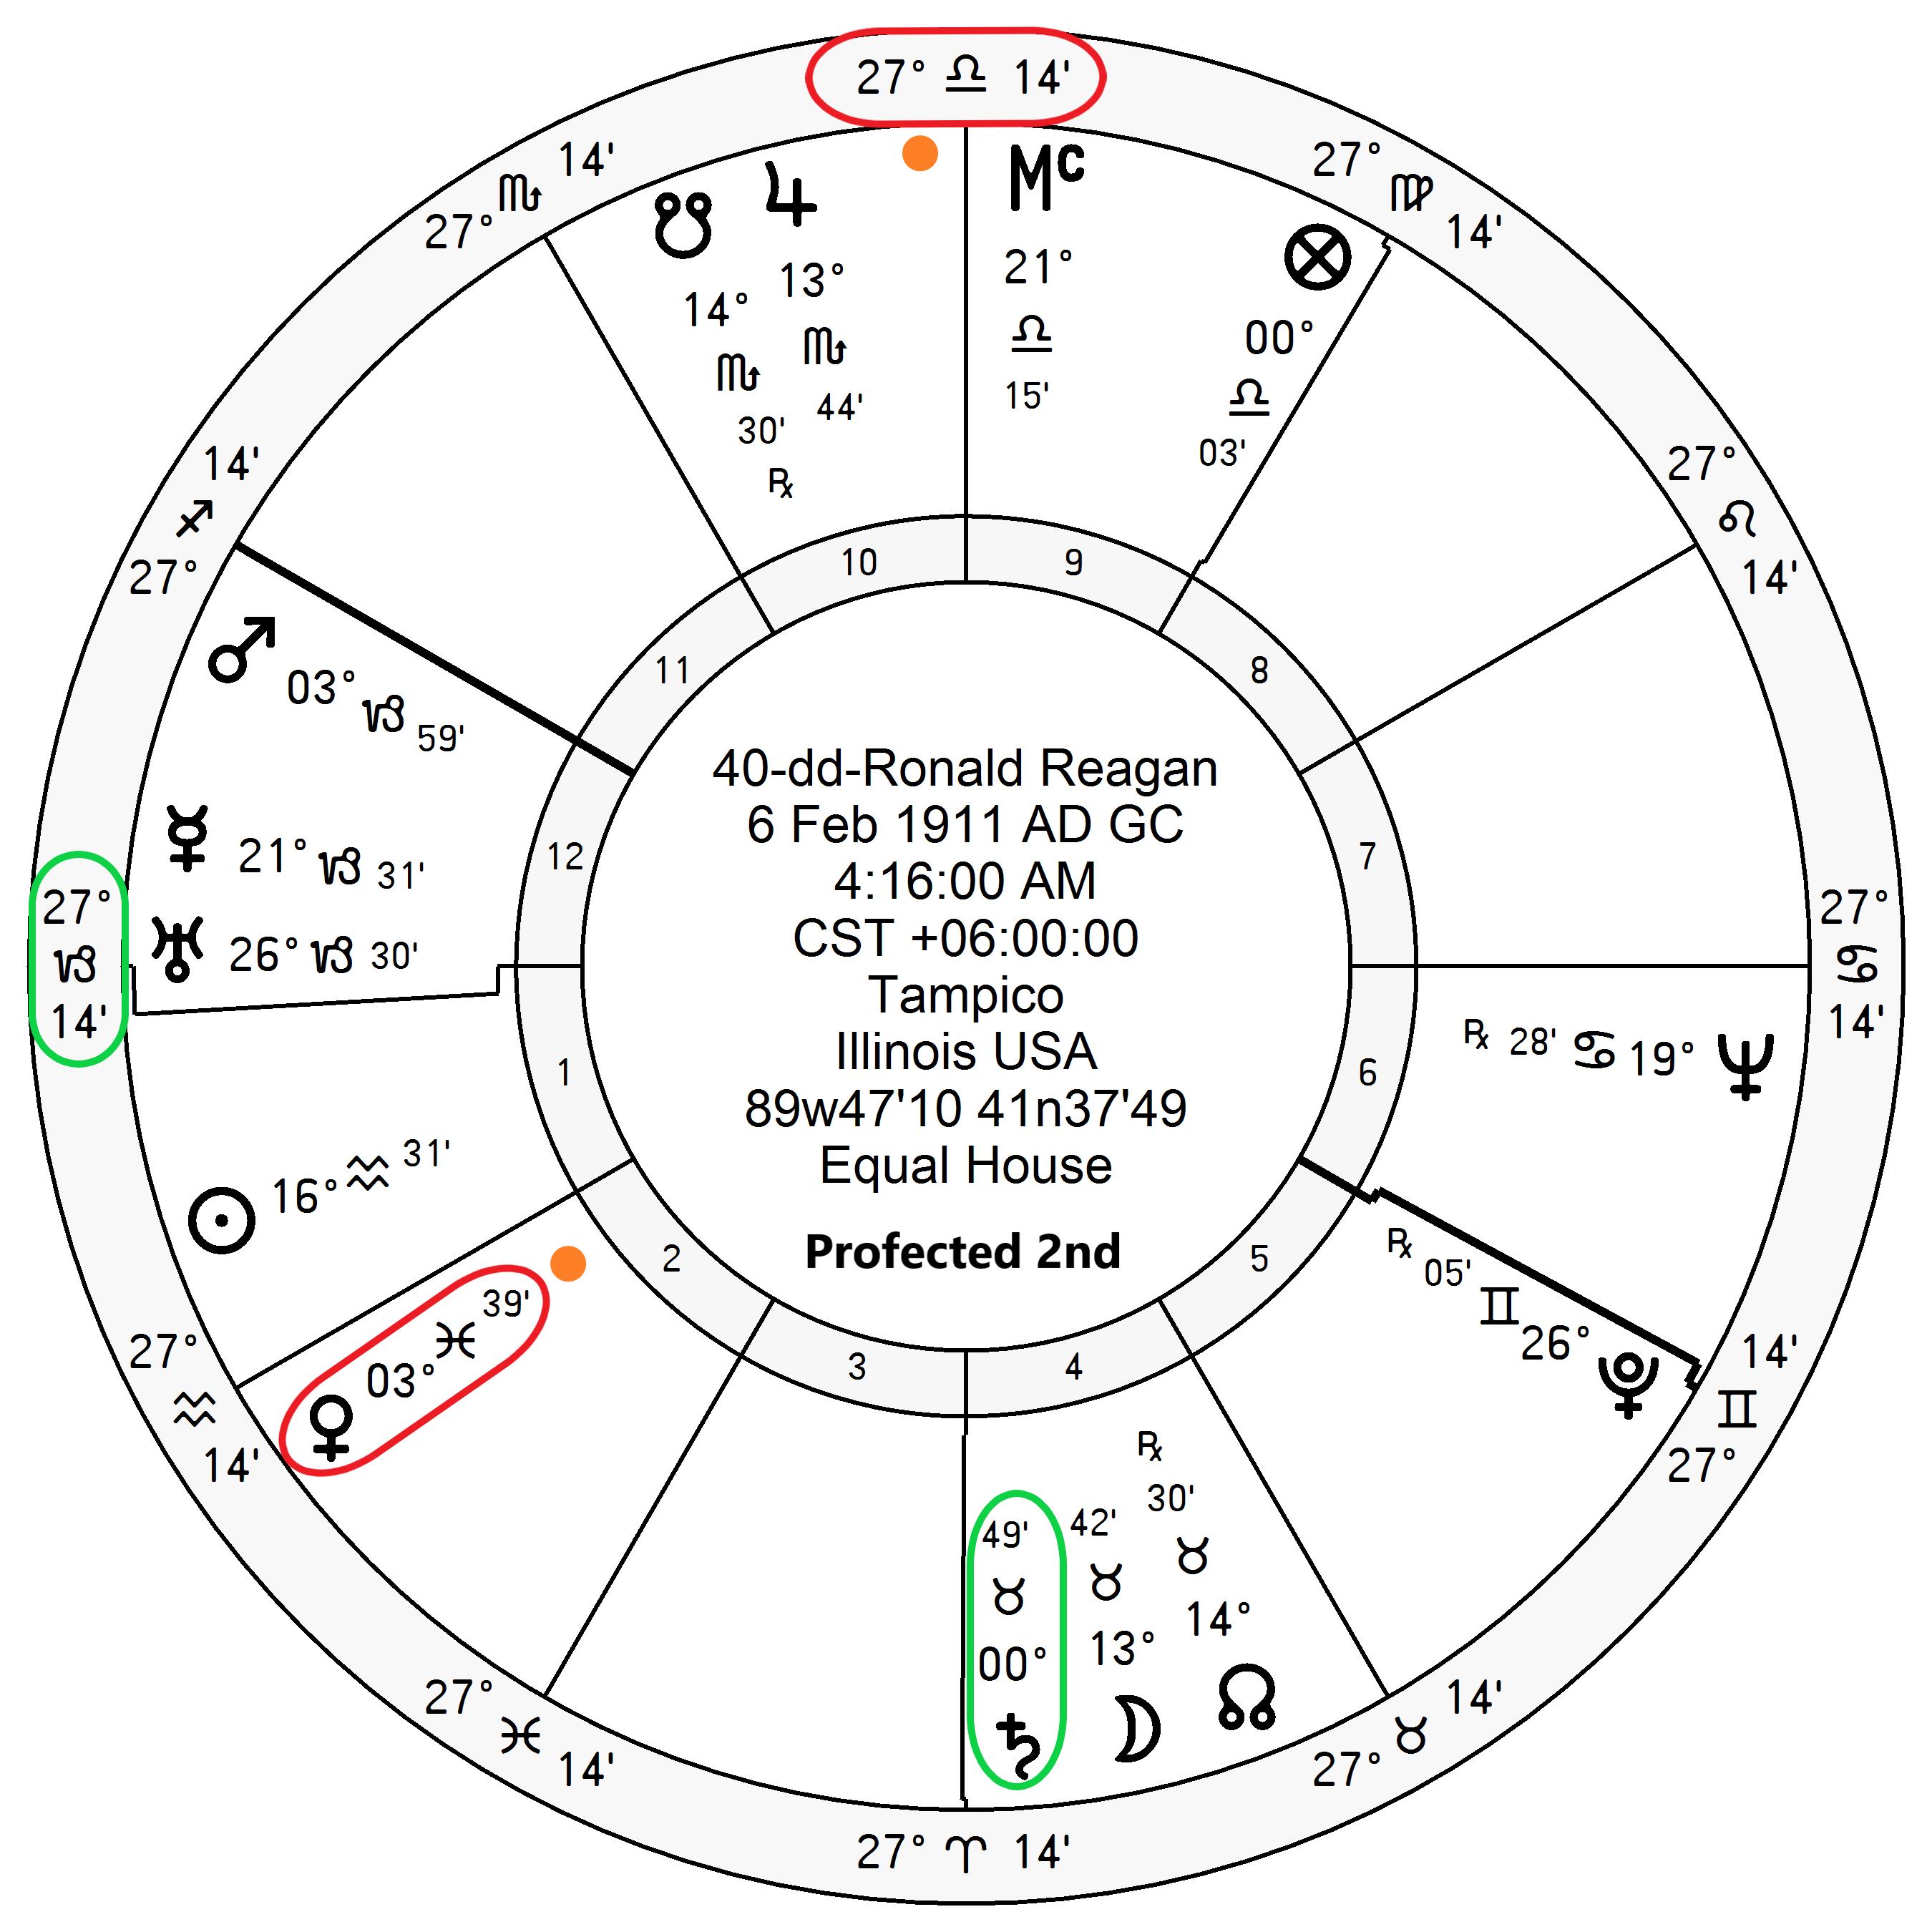 27° ♎ 14'
14' ♏ 27°
27° ♍ 14'
☋ ♃ Mc ⊗
14° ♏ 30' ℞
13° ♏ 44'
21° ♎ 15'
00° ♎ 03'
14' ♐ 27°
27° ♌ 14'
10 9
11 8
12 7
1 6
2 5
3 4
♂ 03° ♑ 59'
☿ 21° ♑ 31'
♅ 26° ♑ 30'
27° ♑ 14'
27° ♋ 14'
40-dd-Ronald Reagan
6 Feb 1911 AD GC
4:16:00 AM
CST +06:00:00
Tampico
Illinois USA
89w47'10 41n37'49
Equal House
Profected 2nd
℞ 28' ♋ 19° ♆
☉ 16° ♒ 31'
♀ 03° ♓ 39'
℞ 05' ♊ 26° ♇
27° ♒ 14'
14' ♊ 27°
49' ♉ 00° ♄
42' ♉ 13° ☽
℞ 30' ♉ 14° ☊
27° ♓ 14'
14' ♉ 27°
27° ♈ 14'